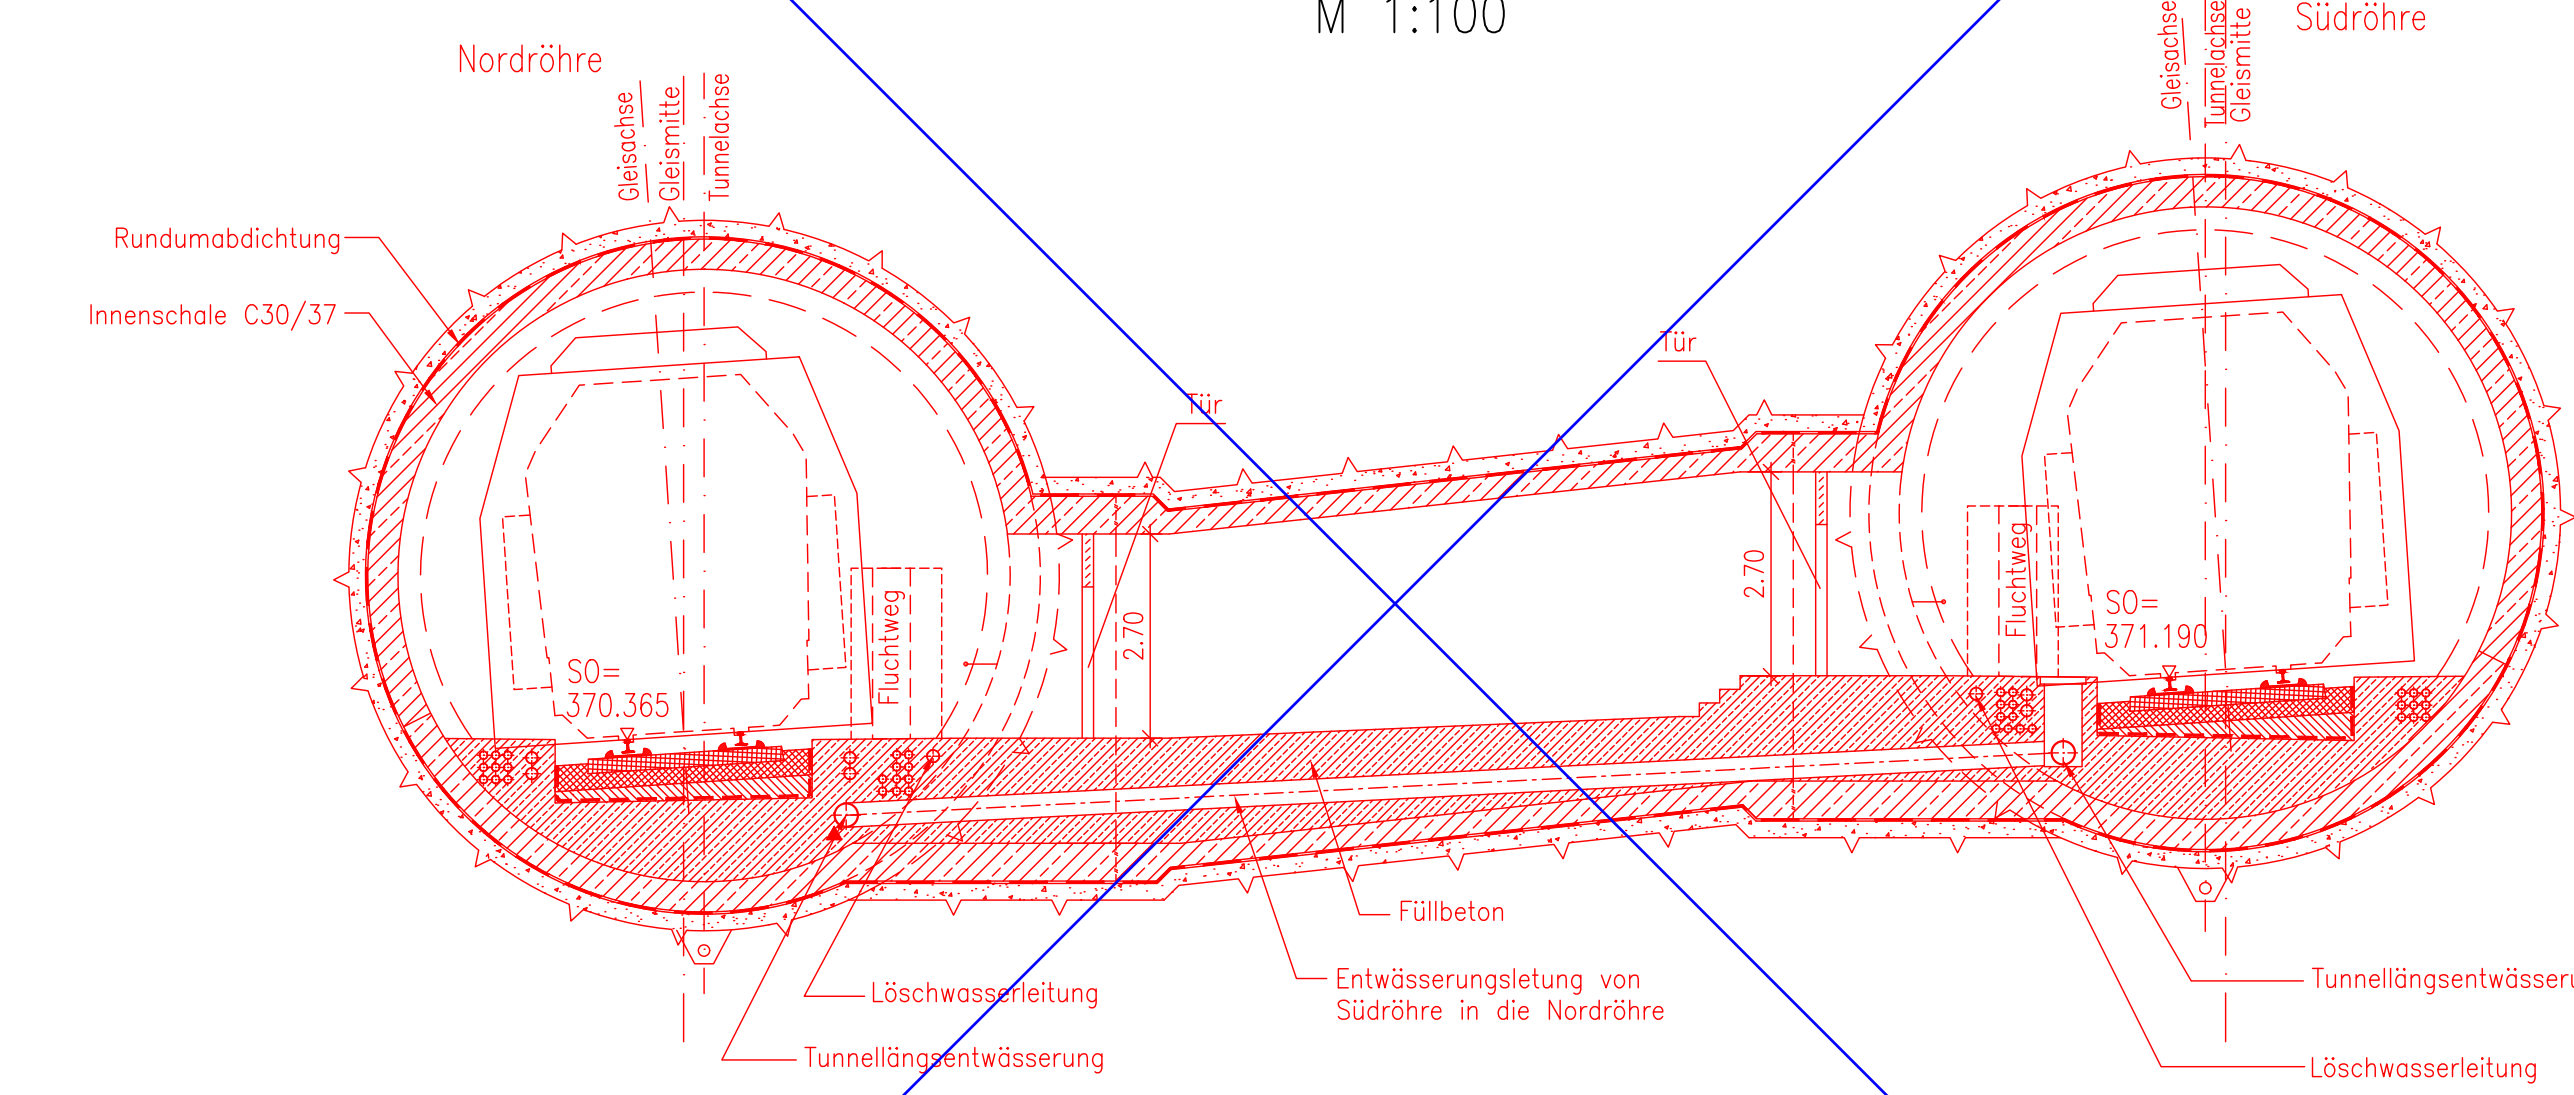 M 1:100
Nordröhre
Südröhre
Gleisachse
Gleismitte
Tunnelachse
Gleisachse
Tunnelachse
Gleismitte
Rundumabdichtung
Innenschale C30/37
Tür
Tür
2.70
2.70
Fluchtweg
Fluchtweg
SO=
370.365
SO=
371.190
Füllbeton
Entwässerungsletung von
Südröhre in die Nordröhre
Löschwasserleitung
Tunnellängsentwässerung
Tunnellängsentwässeru
Löschwasserleitung